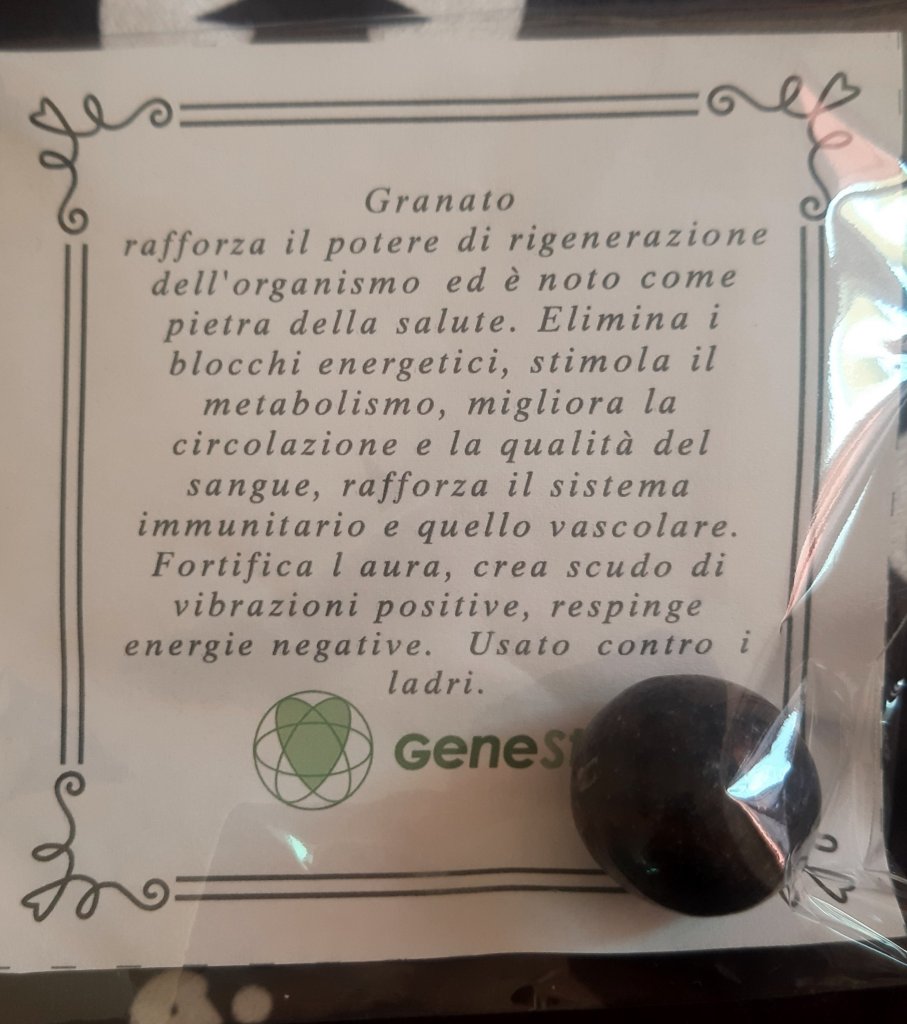 Granato
rafforza il potere di rigenerazione
dell'organismo ed è noto come
pietra della salute. Elimina i
blocchi energetici, stimola il
metabolismo, migliora la
circolazione e la qualità del
sangue, rafforza il sistema
immunitario e quello vascolare.
Fortifica l aura, crea scudo di
vibrazioni positive, respinge
energie negative. Usato contro i
ladri.